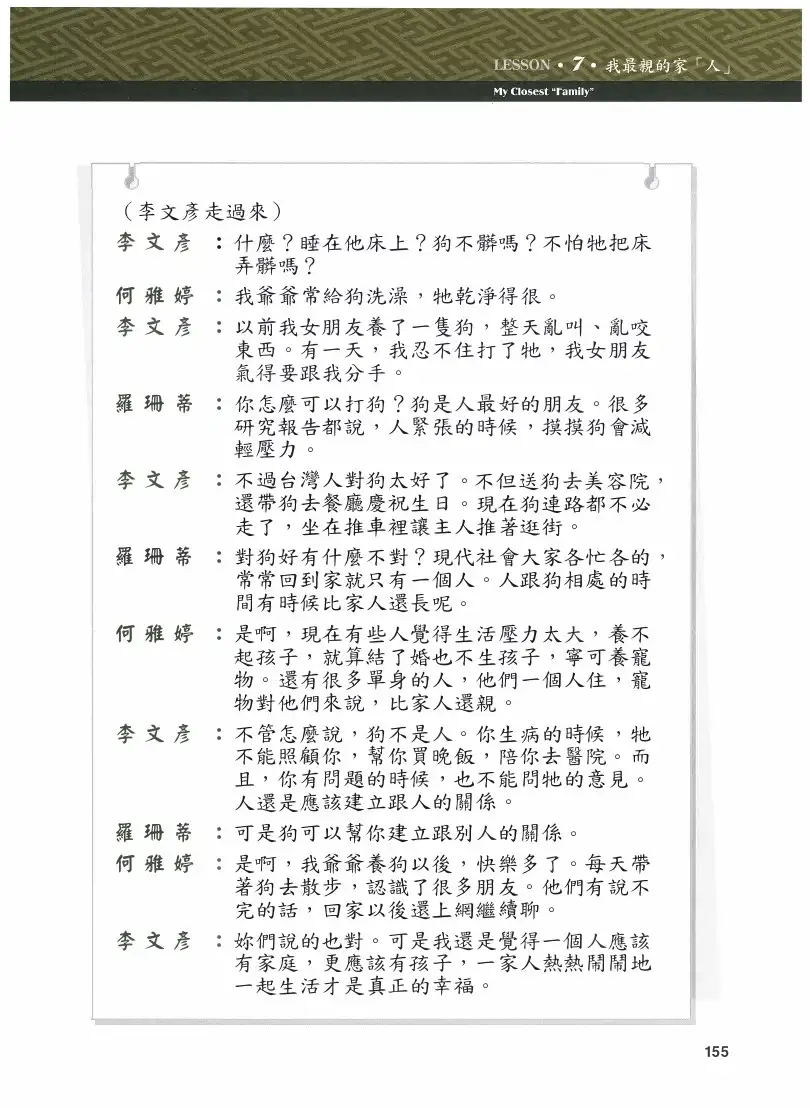 LESSON • 7 • 我最親的家「人」
My Closest "Family"
（李文彥走過來）
李文彥：什麼？睡在他床上？狗不髒嗎？不怕牠把床
弄髒嗎？
何雅婷：我爺爺常給狗洗澡，牠乾淨得很。
李文彥：以前我女朋友養了一隻狗，整天亂叫、亂咬
東西。有一天，我忍不住打了牠，我女朋友
氣得要跟我分手。
羅珊蒂：你怎麼可以打狗？狗是人最好的朋友。很多
研究報告都說，人緊張的時候，摸摸狗會減
輕壓力。
李文彥：不過台灣人對狗太好了。不但送狗去美容院，
還帶狗去餐廳慶祝生日。現在狗連路都不必
走了，坐在推車裡讓主人推著逛街。
羅珊蒂：對狗好有什麼不對？現代社會大家各忙各的，
常常回到家就只有一個人。人跟狗相處的時
間有時候比家人還長呢。
何雅婷：是啊，現在有些人覺得生活壓力太大，養不
起孩子，就算結了婚也不生孩子，寧可養寵
物。還有很多單身的人，他們一個人住，寵
物對他們來說，比家人還親。
李文彥：不管怎麼說，狗不是人。你生病的時候，牠
不能照顧你，幫你買晚飯，陪你去醫院。而
且，你有問題的時候，也不能問牠的意見。
人還是應該建立跟人的關係。
羅珊蒂：可是狗可以幫你建立跟別人的關係。
何雅婷：是啊，我爺爺養狗以後，快樂多了。每天帶
著狗去散步，認識了很多朋友。他們有說不
完的話，回家以後還上網繼續聊。
李文彥：妳們說的也對。可是我還是覺得一個人應該
有家庭，更應該有孩子，一家人熱熱鬧鬧地
一起生活才是真正的幸福。
155